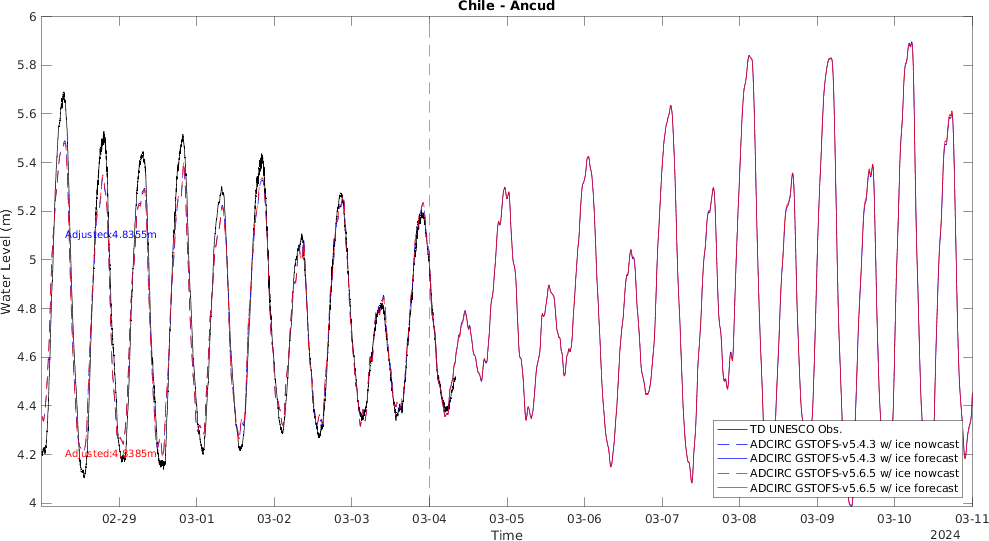 Chile - Ancud
6
5.8
5.6
5.4
5.2
5
4.8
4.6
4.4
4.2
4
Water Level (m)
Adjusted:4.8355m
Adjusted:4.8385m
TD UNESCO Obs.
ADCIRC GSTOFS-v5.4.3 w/ ice nowcast
ADCIRC GSTOFS-v5.4.3 w/ ice forecast
ADCIRC GSTOFS-v5.6.5 w/ ice nowcast
ADCIRC GSTOFS-v5.6.5 w/ ice forecast
02-29 03-01 03-02 03-03 03-04 03-05 03-06 03-07 03-08 03-09 03-10 03-11
Time
2024